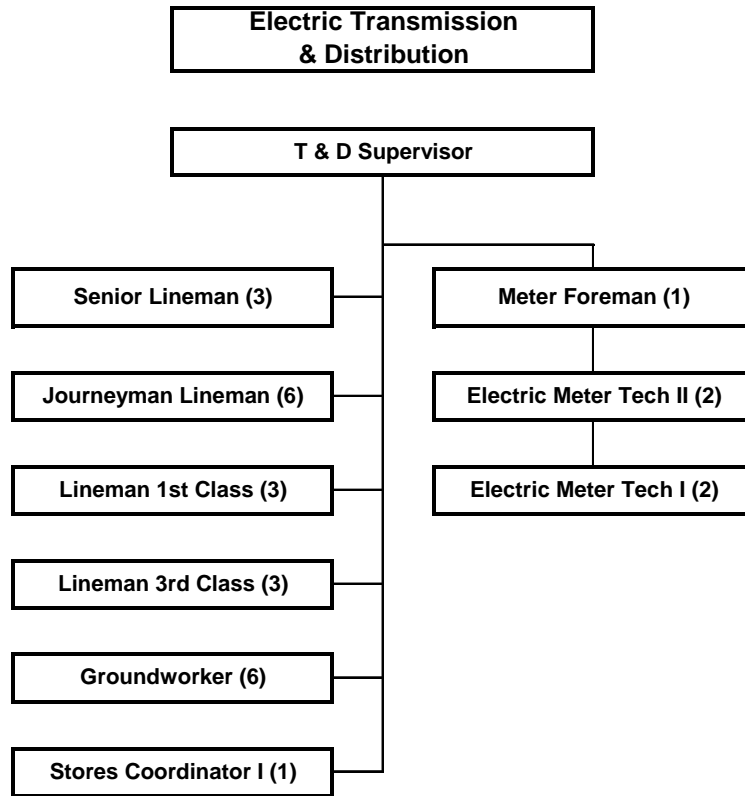 Electric Transmission
& Distribution
T & D Supervisor
Senior Lineman (3)
Meter Foreman (1)
Journeyman Lineman (6)
Electric Meter Tech II (2)
Lineman 1st Class (3)
Electric Meter Tech I (2)
Lineman 3rd Class (3)
Groundworker (6)
Stores Coordinator I (1)